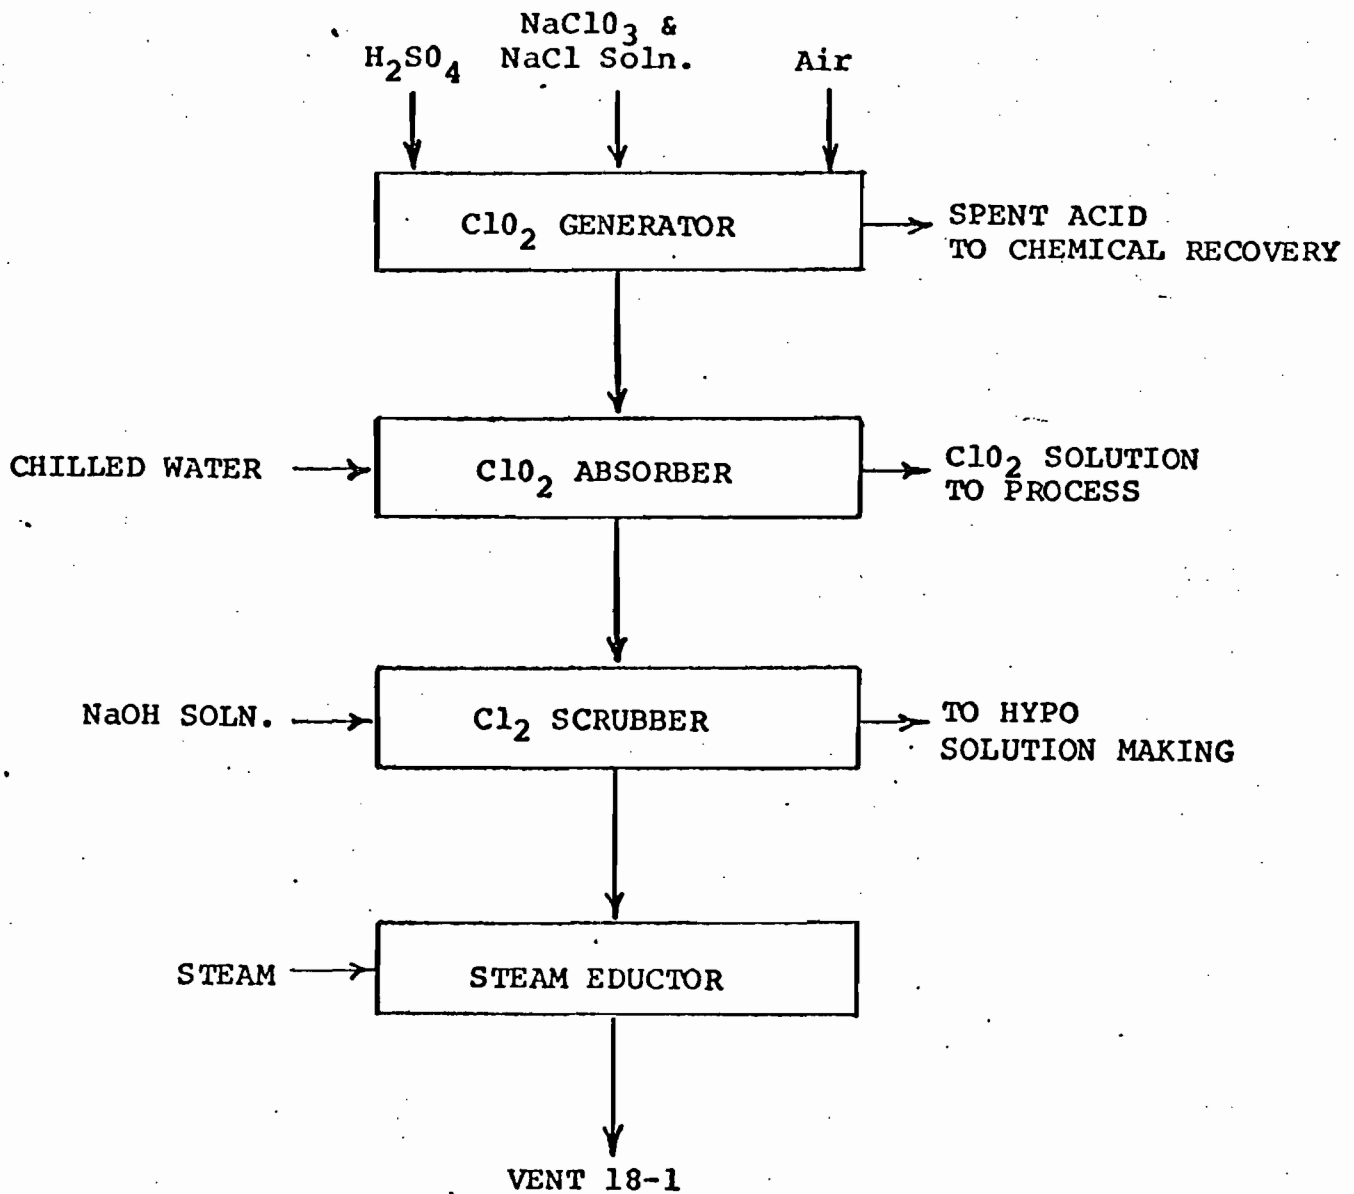 NaClO3 &
H2SO4 NaCl Soln. Air
ClO2 GENERATOR
SPENT ACID
TO CHEMICAL RECOVERY
CHILLED WATER
ClO2 ABSORBER
ClO2 SOLUTION
TO PROCESS
NaOH SOLN.
Cl2 SCRUBBER
TO HYPO
SOLUTION MAKING
STEAM
STEAM EDUCTOR
VENT 18-1